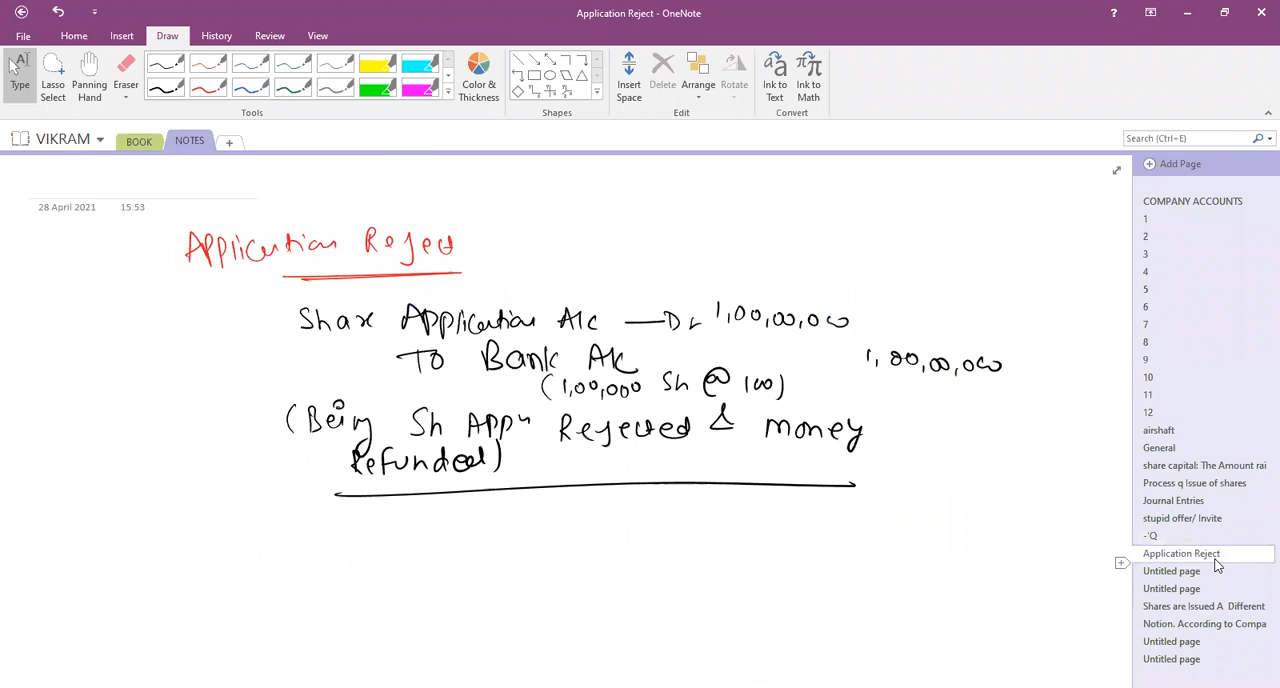 Application Reject - OneNote
?
File
Home
Insert
Draw
History
Review
View
Type
Lasso Select
Panning Hand
Eraser
Color & Thickness
Insert Space
Delete
Arrange
Rotate
Ink to Text
Ink to Math
Tools
Shapes
Edit
Convert
VIKRAM
BOOK
NOTES
Search (Ctrl+E)
28 April 2021 15:53
Application Reject
Share Application A/c — Dr 1,00,00,000
To Bank A/c 1,00,00,000
(1,00,000 Sh @ 100)
(Being Sh Appn Rejected & money
Refunded)
Add Page
COMPANY ACCOUNTS
1
2
3
4
5
6
7
8
9
10
11
12
airshaft
General
share capital: The Amount rai
Process q Issue of shares
Journal Entries
stupid offer/ Invite
-'Q
Application Reject
Untitled page
Untitled page
Shares are Issued A Different
Notion. According to Compa
Untitled page
Untitled page